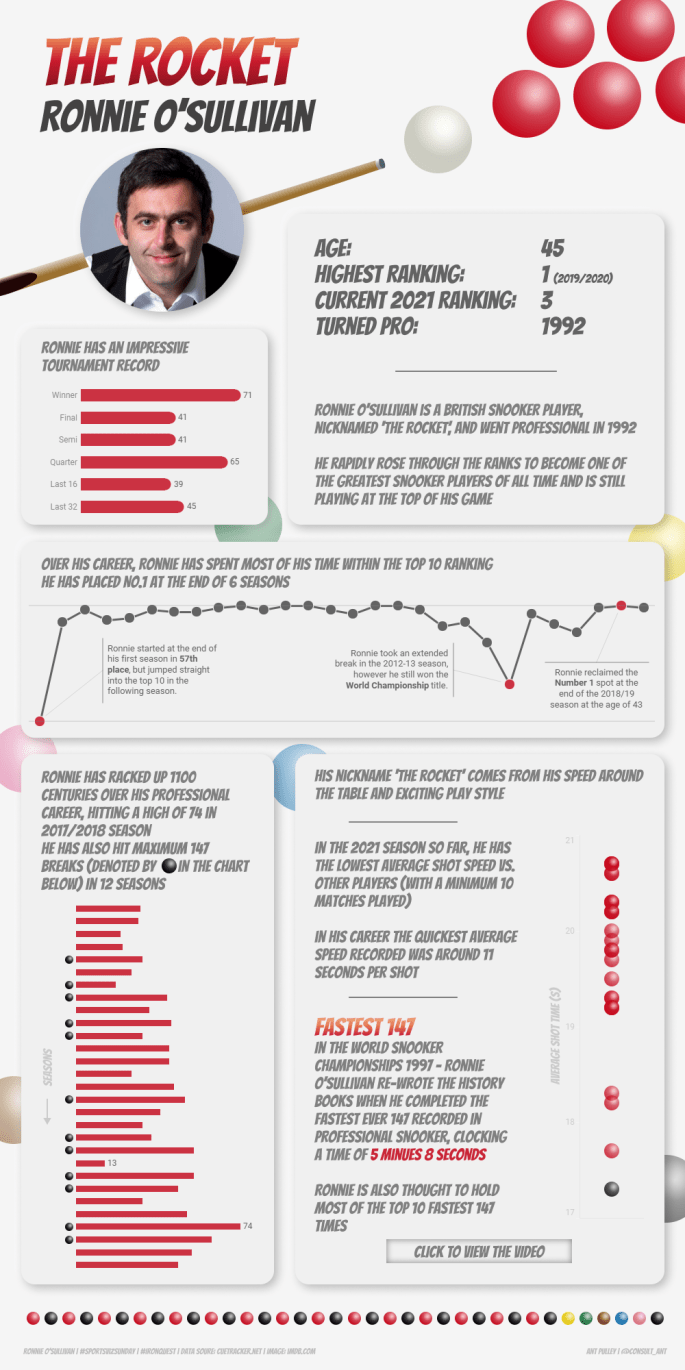 THE ROCKET
RONNIE O'SULLIVAN
AGE: 45
HIGHEST RANKING: 1 (2019/2020)
CURRENT 2021 RANKING: 3
TURNED PRO: 1992
RONNIE O'SULLIVAN IS A BRITISH SNOOKER PLAYER,
NICKNAMED 'THE ROCKET', AND WENT PROFESSIONAL IN 1992
HE RAPIDLY ROSE THROUGH THE RANKS TO BECOME ONE OF
THE GREATEST SNOOKER PLAYERS OF ALL TIME AND IS STILL
PLAYING AT THE TOP OF HIS GAME
RONNIE HAS AN IMPRESSIVE
TOURNAMENT RECORD
Winner 71
Final 41
Semi 41
Quarter 65
Last 16 39
Last 32 45
OVER HIS CAREER, RONNIE HAS SPENT MOST OF HIS TIME WITHIN THE TOP 10 RANKING
HE HAS PLACED NO.1 AT THE END OF 6 SEASONS
Ronnie started at the end of
his first season in 57th
place, but jumped straight
into the top 10 in the
following season.
Ronnie took an extended
break in the 2012-13 season,
however he still won the
World Championship title.
Ronnie reclaimed the
Number 1 spot at the
end of the 2018/19
season at the age of 43
RONNIE HAS RACKED UP 1100
CENTURIES OVER HIS PROFESSIONAL
CAREER, HITTING A HIGH OF 74 IN
2017/2018 SEASON
HE HAS ALSO HIT MAXIMUM 147
BREAKS (DENOTED BY IN THE CHART
BELOW) IN 12 SEASONS
SEASONS
13
74
HIS NICKNAME 'THE ROCKET' COMES FROM HIS SPEED AROUND
THE TABLE AND EXCITING PLAY STYLE
IN THE 2021 SEASON SO FAR, HE HAS
THE LOWEST AVERAGE SHOT SPEED VS.
OTHER PLAYERS (WITH A MINIMUM 10
MATCHES PLAYED)
IN HIS CAREER THE QUICKEST AVERAGE
SPEED RECORDED WAS AROUND 11
SECONDS PER SHOT
FASTEST 147
IN THE WORLD SNOOKER
CHAMPIONSHIPS 1997 - RONNIE
O'SULLIVAN RE-WROTE THE HISTORY
BOOKS WHEN HE COMPLETED THE
FASTEST EVER 147 RECORDED IN
PROFESSIONAL SNOOKER, CLOCKING
A TIME OF 5 MINUES 8 SECONDS
RONNIE IS ALSO THOUGHT TO HOLD
MOST OF THE TOP 10 FASTEST 147
TIMES
AVERAGE SHOT TIME (S)
21
20
19
18
17
CLICK TO VIEW THE VIDEO
RONNIE O'SULLIVAN | #SPORTSVIZSUNDAY | #IRONQUEST | DATA SOURE: CUETRACKER.NET | IMAGE: IMDB.COM
ANT PULLEY | @DCONSULT_ANT